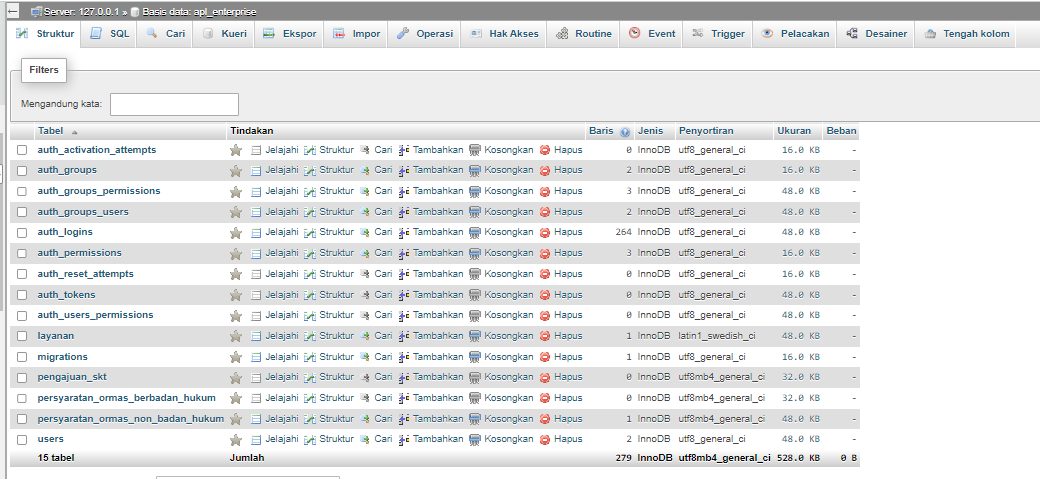 Server: 127.0.0.1 » Basis data: apl_enterprise
Struktur SQL Cari Kueri Ekspor Impor Operasi Hak Akses Routine Event Trigger Pelacakan Desainer Tengah kolom
Filters
Mengandung kata:
Tabel Tindakan Baris Jenis Penyortiran Ukuran Beban
auth_activation_attempts Jelajahi Struktur Cari Tambahkan Kosongkan Hapus 0 InnoDB utf8_general_ci 16.0 KB -
auth_groups Jelajahi Struktur Cari Tambahkan Kosongkan Hapus 2 InnoDB utf8_general_ci 16.0 KB -
auth_groups_permissions Jelajahi Struktur Cari Tambahkan Kosongkan Hapus 3 InnoDB utf8_general_ci 48.0 KB -
auth_groups_users Jelajahi Struktur Cari Tambahkan Kosongkan Hapus 2 InnoDB utf8_general_ci 48.0 KB -
auth_logins Jelajahi Struktur Cari Tambahkan Kosongkan Hapus 264 InnoDB utf8_general_ci 48.0 KB -
auth_permissions Jelajahi Struktur Cari Tambahkan Kosongkan Hapus 3 InnoDB utf8_general_ci 16.0 KB -
auth_reset_attempts Jelajahi Struktur Cari Tambahkan Kosongkan Hapus 0 InnoDB utf8_general_ci 16.0 KB -
auth_tokens Jelajahi Struktur Cari Tambahkan Kosongkan Hapus 0 InnoDB utf8_general_ci 48.0 KB -
auth_users_permissions Jelajahi Struktur Cari Tambahkan Kosongkan Hapus 0 InnoDB utf8_general_ci 48.0 KB -
layanan Jelajahi Struktur Cari Tambahkan Kosongkan Hapus 1 InnoDB latin1_swedish_ci 48.0 KB -
migrations Jelajahi Struktur Cari Tambahkan Kosongkan Hapus 1 InnoDB utf8_general_ci 16.0 KB -
pengajuan_skt Jelajahi Struktur Cari Tambahkan Kosongkan Hapus 0 InnoDB utf8mb4_general_ci 32.0 KB -
persyaratan_ormas_berbadan_hukum Jelajahi Struktur Cari Tambahkan Kosongkan Hapus 0 InnoDB utf8mb4_general_ci 32.0 KB -
persyaratan_ormas_non_badan_hukum Jelajahi Struktur Cari Tambahkan Kosongkan Hapus 1 InnoDB utf8mb4_general_ci 48.0 KB -
users Jelajahi Struktur Cari Tambahkan Kosongkan Hapus 2 InnoDB utf8_general_ci 48.0 KB -
15 tabel Jumlah 279 InnoDB utf8mb4_general_ci 528.0 KB 0 B